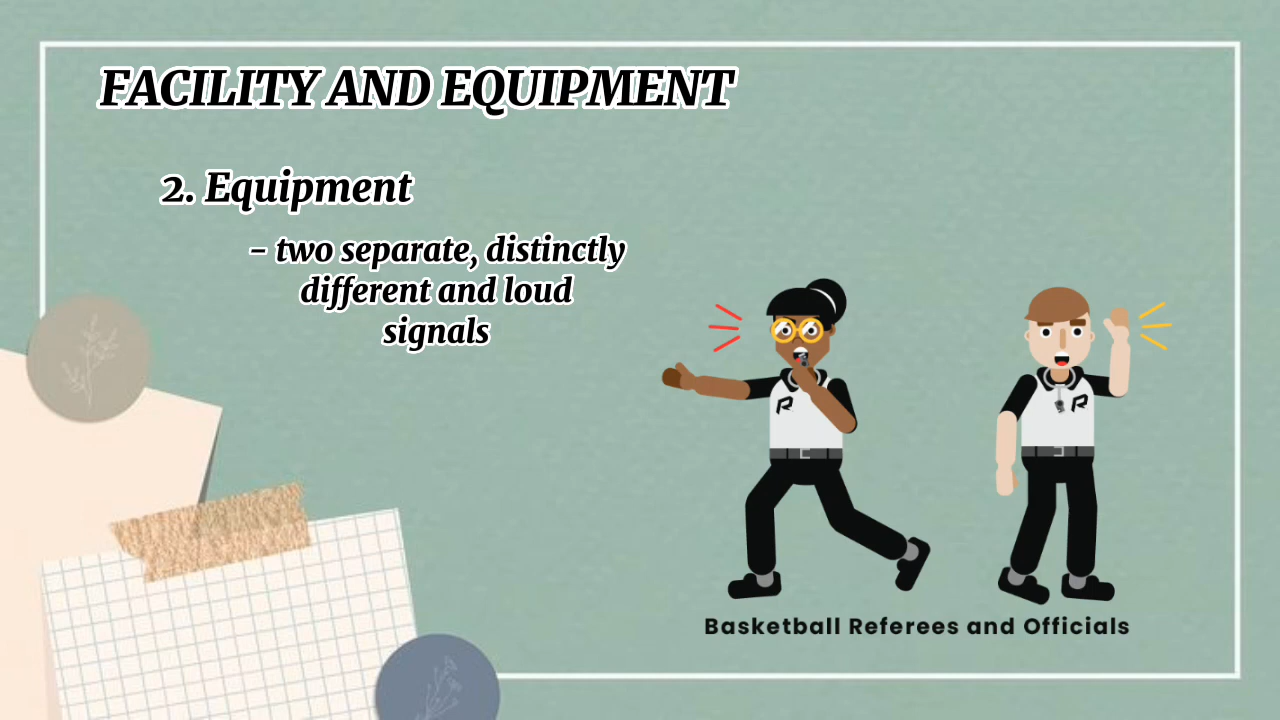 FACILITY AND EQUIPMENT
2. Equipment
- two separate, distinctly
different and loud
signals
R
R
Basketball Referees and Officials